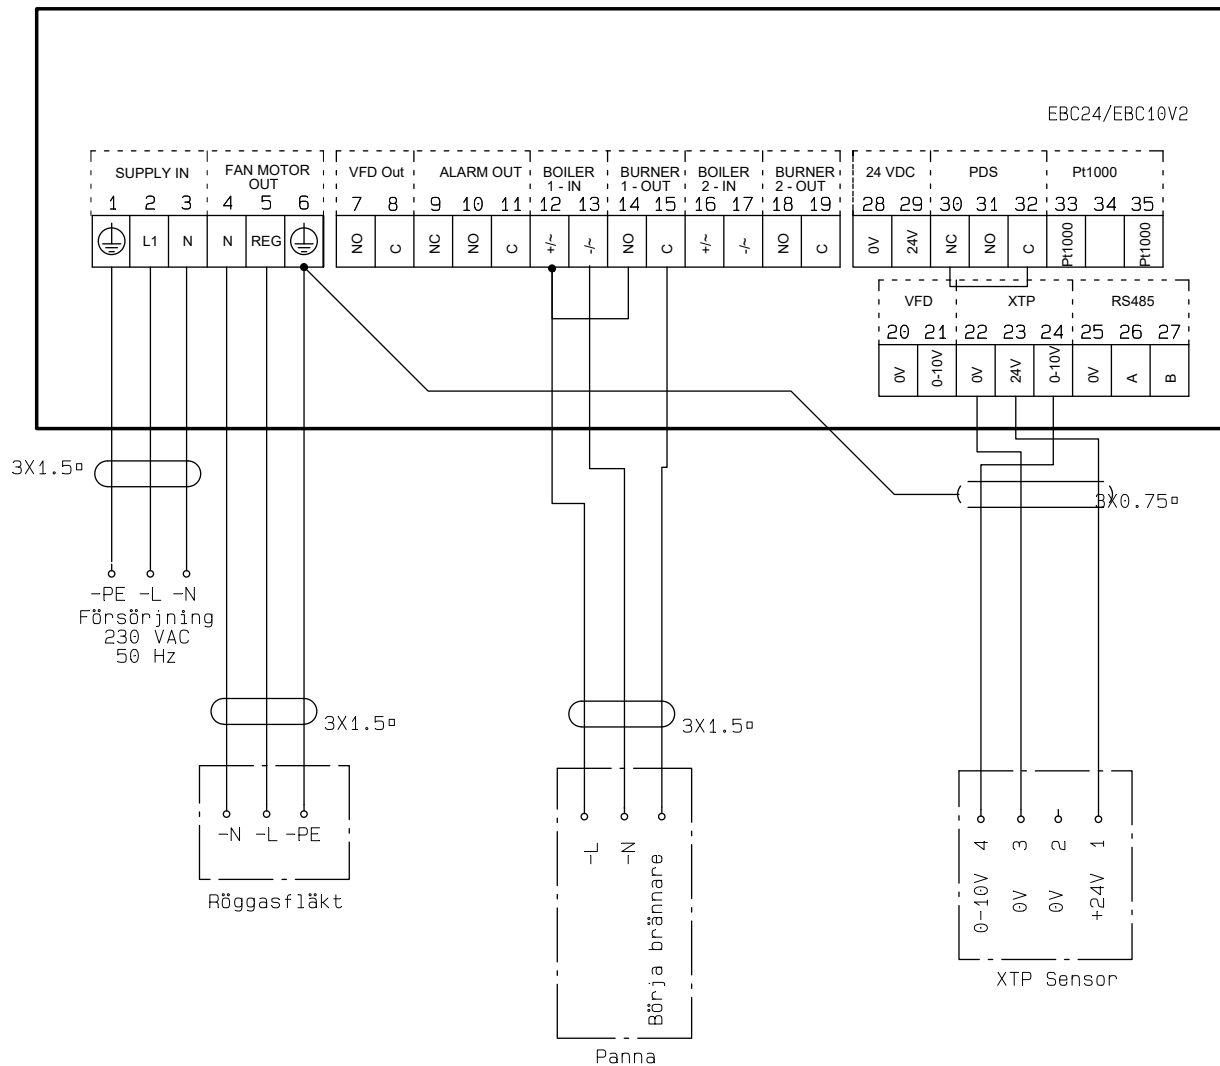 EBC24/EBC10V2
SUPPLY IN
FAN MOTOR
OUT
VFD Out
ALARM OUT
BOILER
1 - IN
BURNER
1 - OUT
BOILER
2 - IN
BURNER
2 - OUT
24 VDC
PDS
Pt1000
1 2 3 4 5 6 7 8 9 10 11 12 13 14 15 16 17 18 19 28 29 30 31 32 33 34 35
L1 N N REG NO C NC NO C +/~ -/~ NO C +/~ -/~ NO C 0V 24V NC NO C Pt1000 Pt1000
VFD XTP RS485
20 21 22 23 24 25 26 27
0V 0-10V 0V 24V 0-10V 0V A B
3X1.5▫
3X0.75▫
-PE -L -N
Försörjning
230 VAC
50 Hz
3X1.5▫
3X1.5▫
-N -L -PE
Röggasfläkt
-L
-N
Börja brännare
Panna
4 3 2 1
0-10V 0V 0V +24V
XTP Sensor